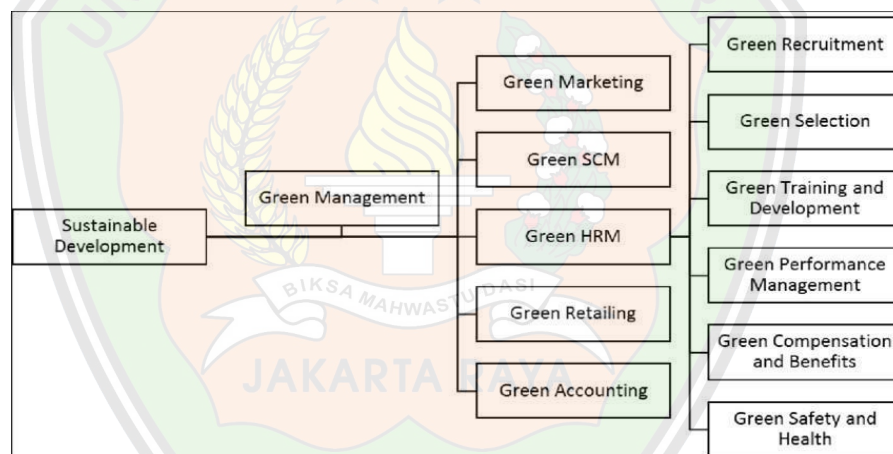 Sustainable
Development
Green Management
Green Marketing
Green SCM
Green HRM
Green Retailing
Green Accounting
Green Recruitment
Green Selection
Green Training and
Development
Green Performance
Management
Green Compensation
and Benefits
Green Safety and
Health
BIKSA MAHWASTU DASI
JAKARTA RAYA